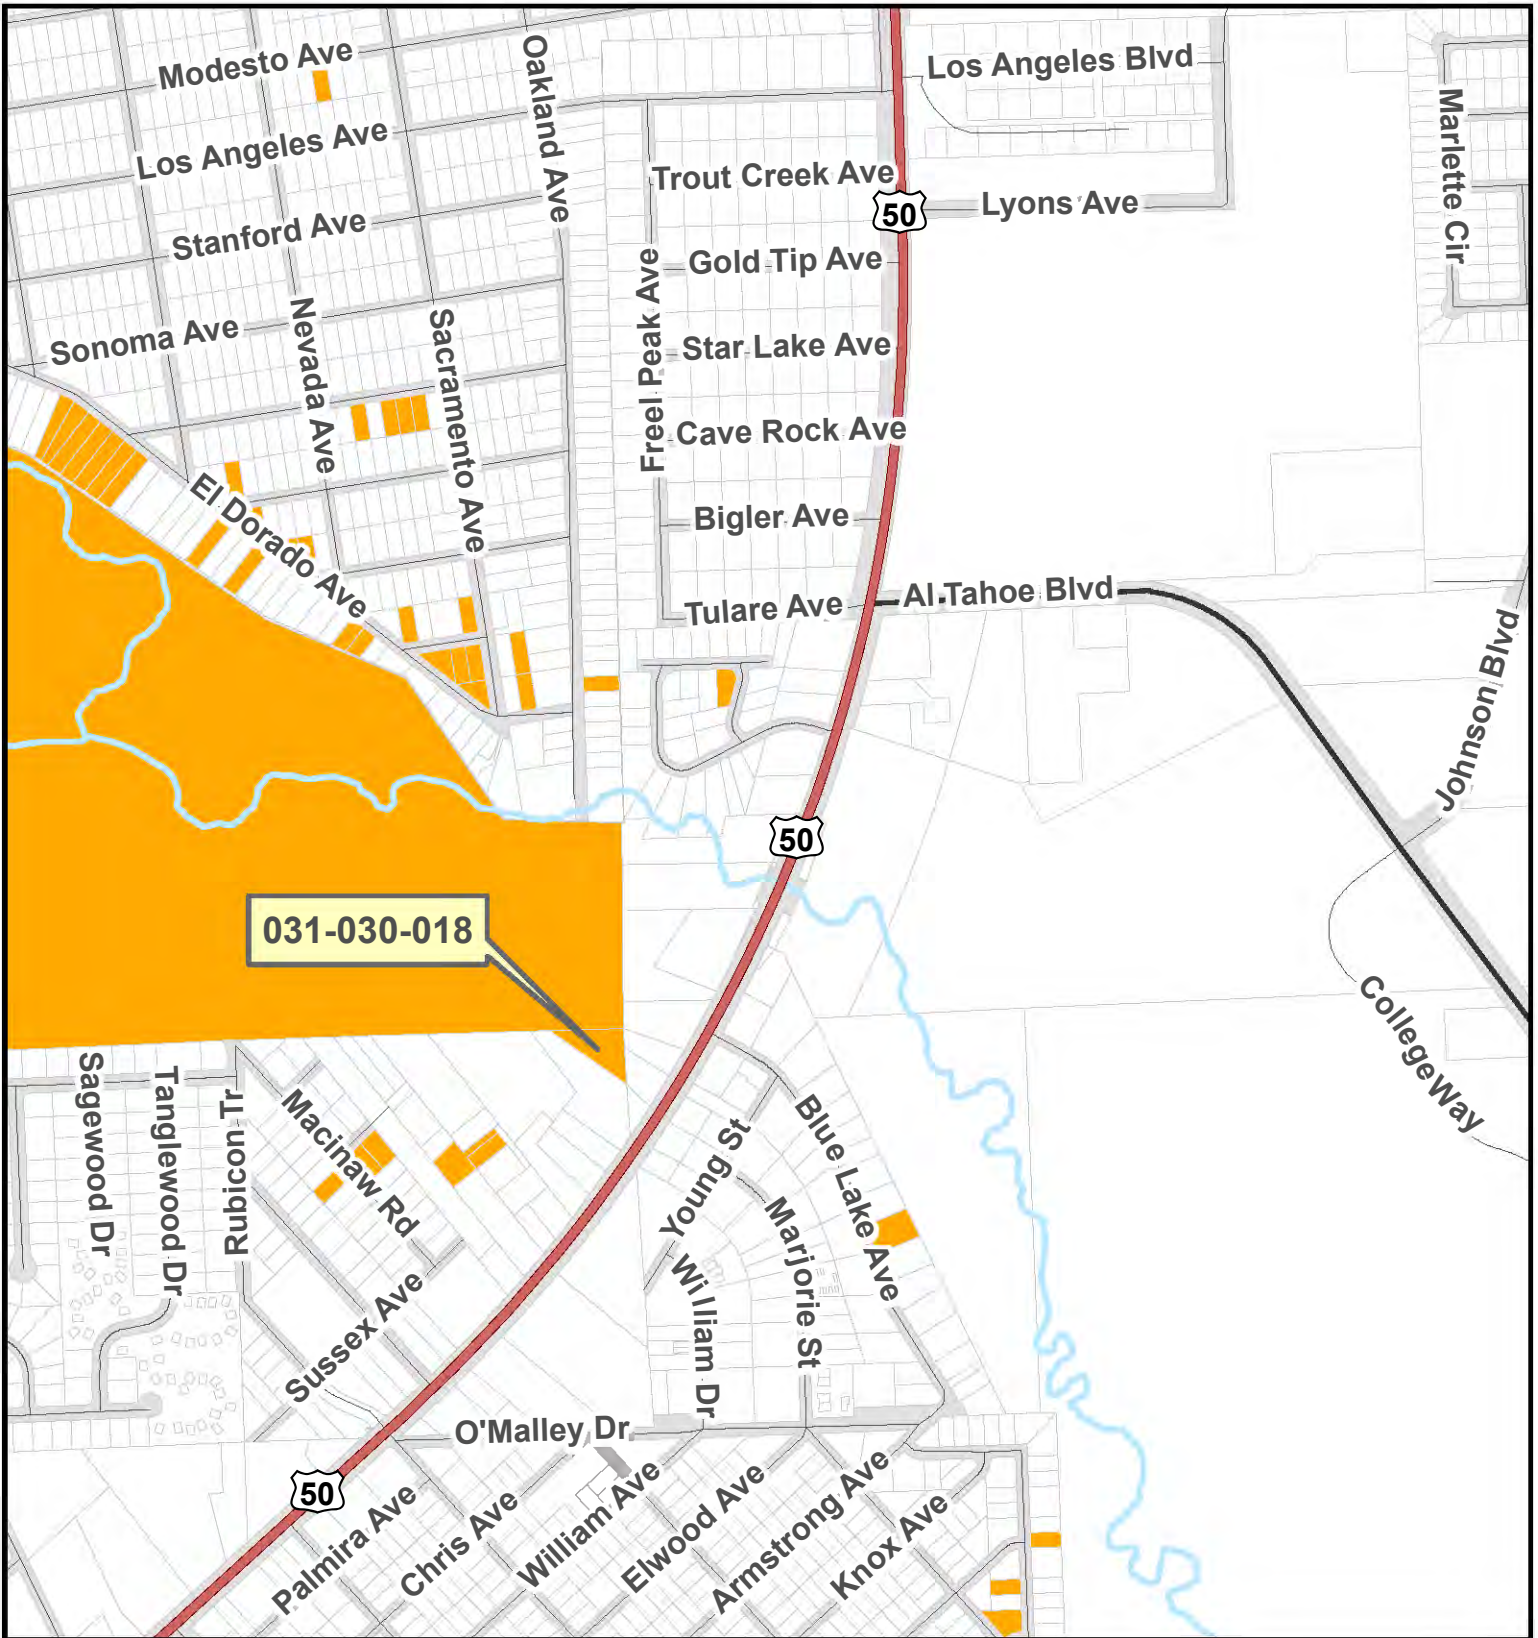 Modesto Ave
Los Angeles Ave
Stanford Ave
Sonoma Ave
Nevada Ave
Sacramento Ave
Oakland Ave
El Dorado Ave
Freel Peak Ave
Trout Creek Ave
Gold Tip Ave
Star Lake Ave
Cave Rock Ave
Bigler Ave
Tulare Ave
Los Angeles Blvd
50
Lyons Ave
Marlette Cir
Al Tahoe Blvd
Johnson Blvd
50
031-030-018
College Way
Sagewood Dr
Tanglewood Dr
Rubicon Tr
Macinaw Rd
Sussex Ave
Young St
Blue Lake Ave
Marjorie St
William Dr
O'Malley Dr
50
Palmira Ave
Chris Ave
William Ave
Elwood Ave
Armstrong Ave
Knox Ave